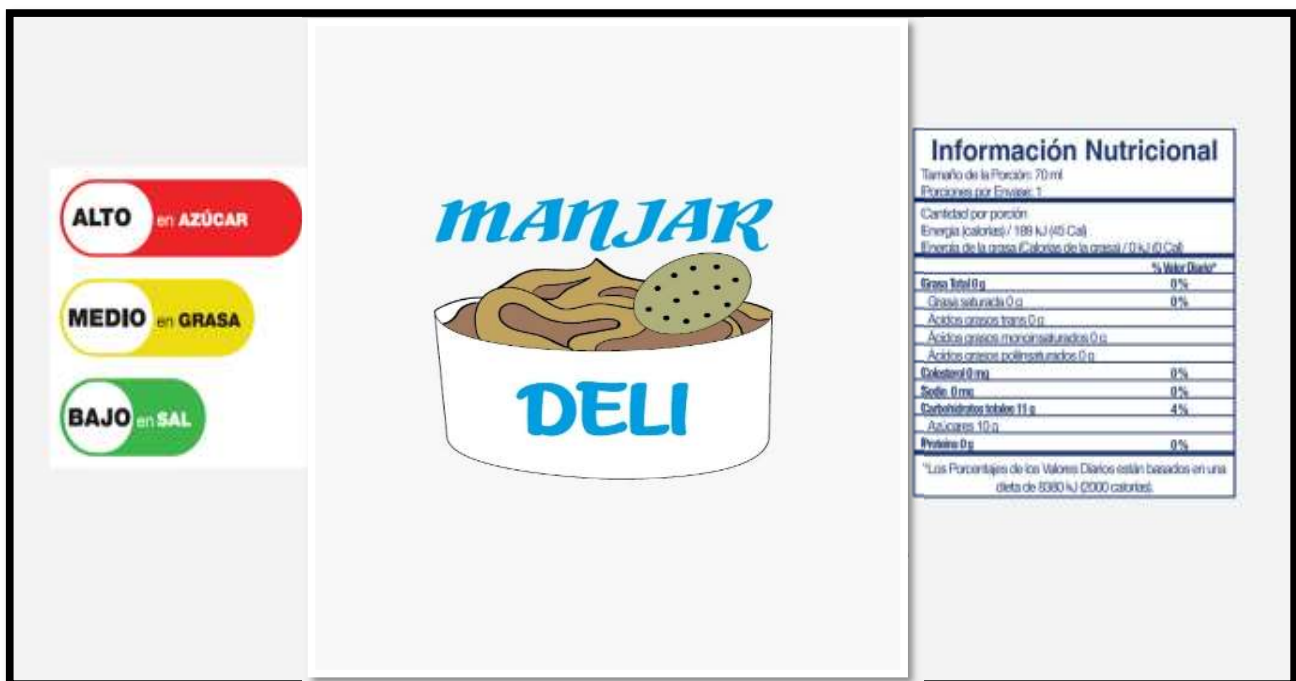 ALTO en AZÚCAR
MEDIO en GRASA
BAJO en SAL
MANJAR
DELI
Información Nutricional
Tamaño de la Porción: 70 ml
Porciones por Envase: 1
Cantidad por porción
Energía (calorías) / 189 kJ (45 Cal)
Energía de la grasa (Calorías de la grasa) / 0 kJ (0 Cal)
% Valor Diario*
Grasa Total 0 g 0%
Grasa saturada 0 g 0%
Ácidos grasos trans 0 g
Ácidos grasos monoinsaturados 0 g
Ácidos grasos poliinsaturados 0 g
Colesterol 0 mg 0%
Sodio 0 mg 0%
Carbohidratos totales 11 g 4%
Azúcares 10 g
Proteína 0 g 0%
*Los Porcentajes de los Valores Diarios están basados en una
dieta de 8380 kJ (2000 calorías).